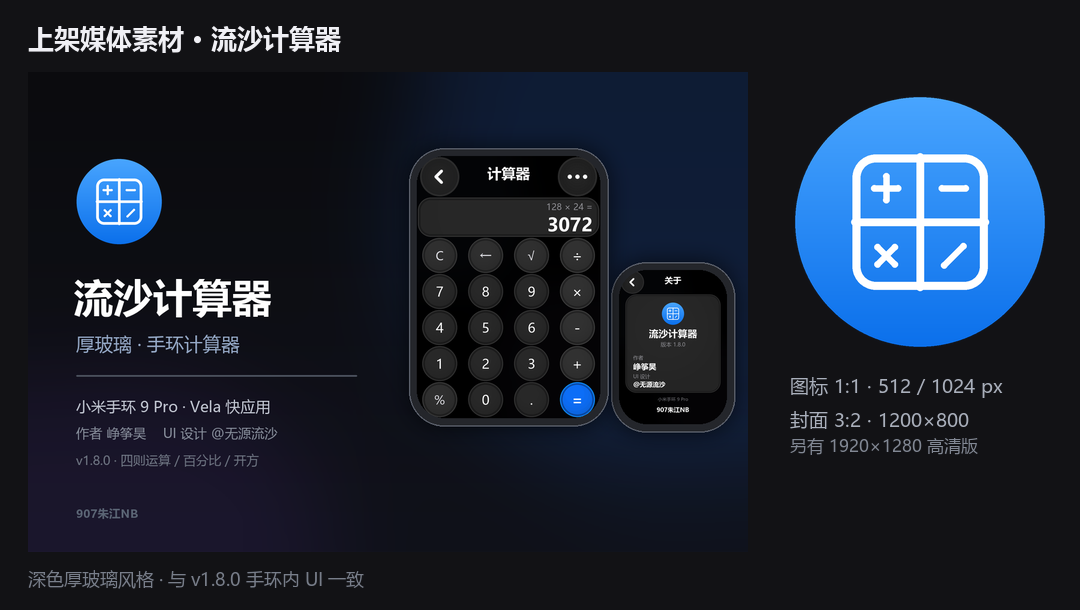 上架媒体素材 · 流沙计算器
流沙计算器
厚玻璃 · 手环计算器
小米手环 9 Pro · Vela 快应用
作者 峥筝昊 UI 设计 @无源流沙
v1.8.0 · 四则运算 / 百分比 / 开方
907朱江NB
计算器
128 × 24 =
3072
C ← √ ÷
7 8 9 ×
4 5 6 -
1 2 3 +
% 0 . =
关于
流沙计算器
版本 1.8.0
作者
峥筝昊
UI 设计
@无源流沙
小米手环 9 Pro
907朱江NB
图标 1:1 · 512 / 1024 px
封面 3:2 · 1200×800
另有 1920×1280 高清版
深色厚玻璃风格 · 与 v1.8.0 手环内 UI 一致